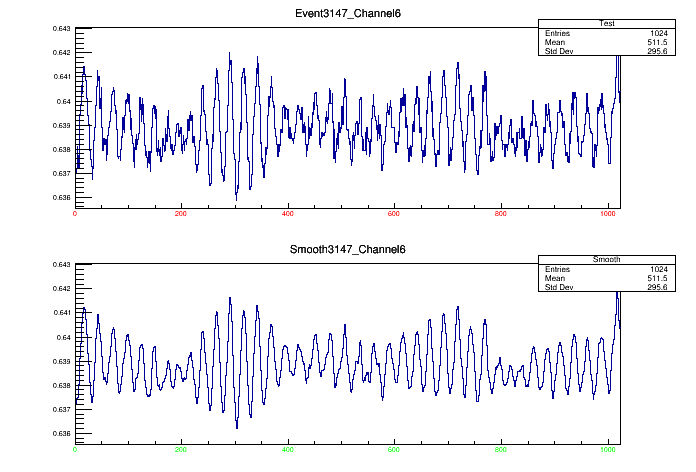 Event3147_Channel6
Test
Entries 1024
Mean 511.5
Std Dev 295.6
0.643
0.642
0.641
0.64
0.639
0.638
0.637
0.636
0 200 400 600 800 1000
Smooth3147_Channel6
Smooth
Entries 1024
Mean 511.5
Std Dev 295.6
0.643
0.642
0.641
0.64
0.639
0.638
0.637
0.636
0 200 400 600 800 1000